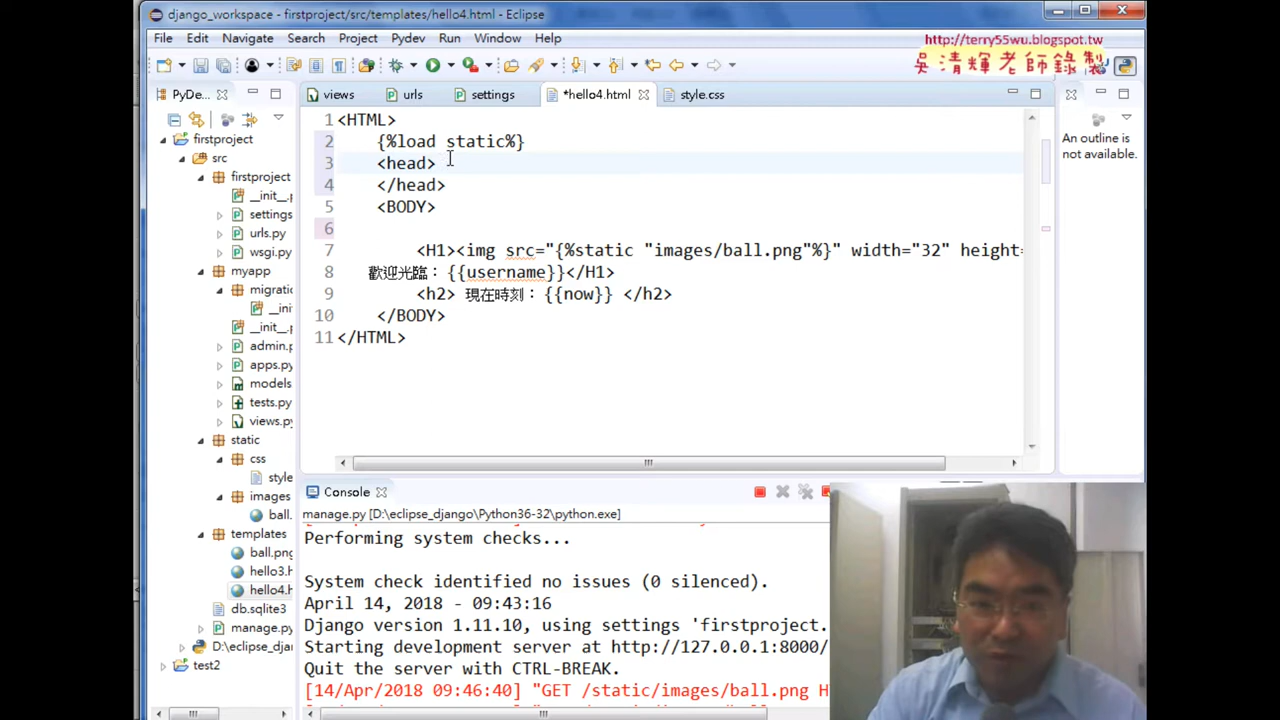 django_workspace - firstproject/src/templates/hello4.html - Eclipse
File Edit Navigate Search Project Pydev Run Window Help
http://terry55wu.blogspot.tw
吳清輝老師錄製
PyDe...
views
urls
settings
*hello4.html
style.css
firstproject
src
firstproject
__init__.p
settings
urls.py
wsgi.py
myapp
migration
__ini
__init__.p
admin.p
apps.py
models
tests.py
views.py
static
css
style
images
ball.
templates
ball.png
hello3.h
hello4.h
db.sqlite3
manage.py
D:\eclipse_djan
test2
1 <HTML>
2 {%load static%}
3 <head>
4 </head>
5 <BODY>
6
7 <H1><img src="{%static "images/ball.png"%}" width="32" height=
8 歡迎光臨：{{username}}</H1>
9 <h2> 現在時刻：{{now}} </h2>
10 </BODY>
11 </HTML>
An outline is
not available.
Console
manage.py [D:\eclipse_django\Python36-32\python.exe]
Performing system checks...
System check identified no issues (0 silenced).
April 14, 2018 - 09:43:16
Django version 1.11.10, using settings 'firstproject.
Starting development server at http://127.0.0.1:8000/
Quit the server with CTRL-BREAK.
[14/Apr/2018 09:46:40] "GET /static/images/ball.png H